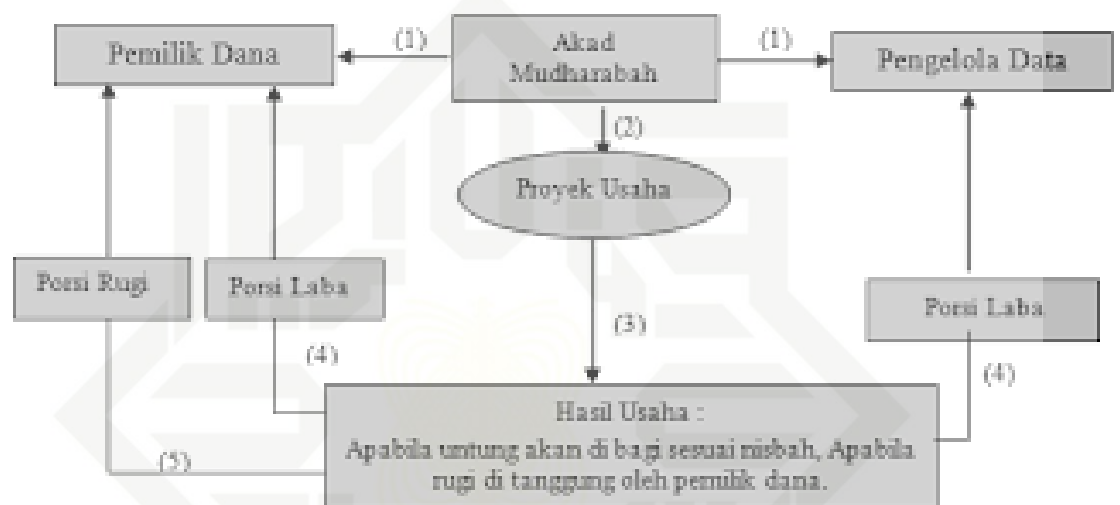 Pemilik Dana
(1)
Akad
Mudharabah
(1)
Pengelola Data
(2)
Proyek Usaha
Porsi Rugi
Porsi Laba
(3)
Porsi Laba
(4)
(4)
Hasil Usaha :
Apabila untung akan di bagi sesuai nisbah, Apabila
rugi di tanggung oleh pemilik dana.
(5)